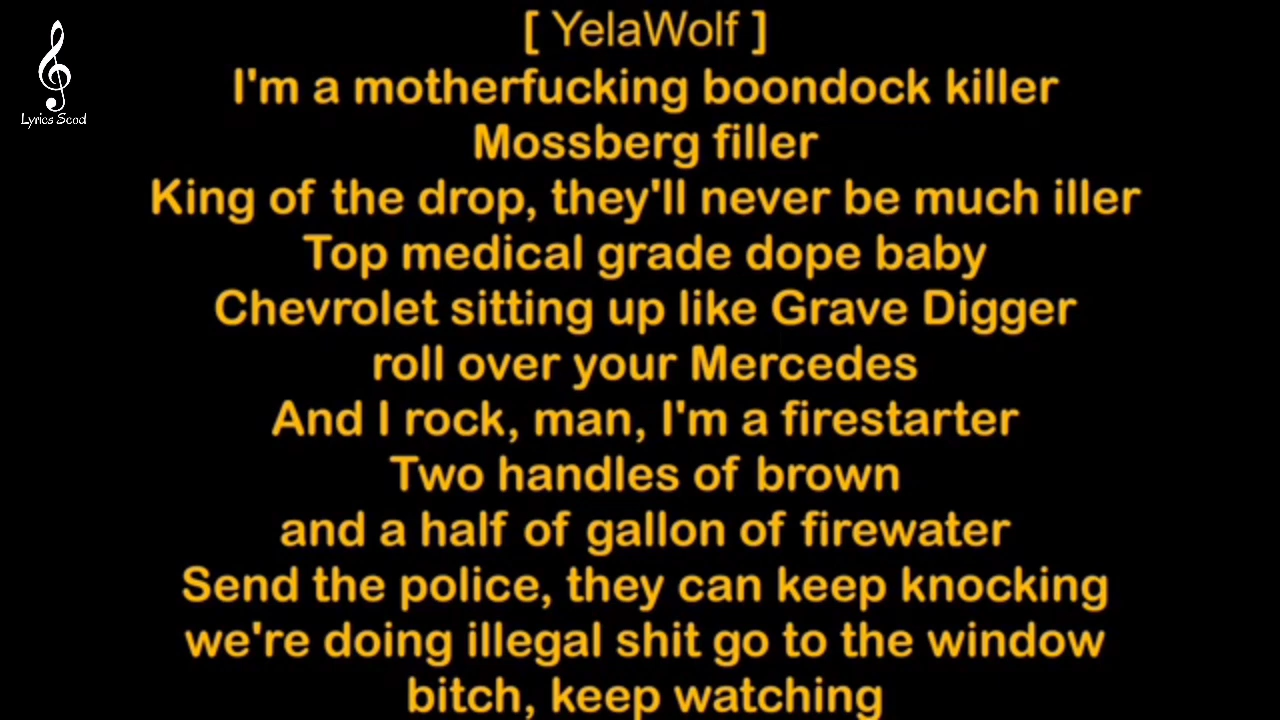 [ YelaWolf ]
I'm a motherfucking boondock killer
Mossberg filler
King of the drop, they'll never be much iller
Top medical grade dope baby
Chevrolet sitting up like Grave Digger
roll over your Mercedes
And I rock, man, I'm a firestarter
Two handles of brown
and a half of gallon of firewater
Send the police, they can keep knocking
we're doing illegal shit go to the window
bitch, keep watching
Lyrics Scod